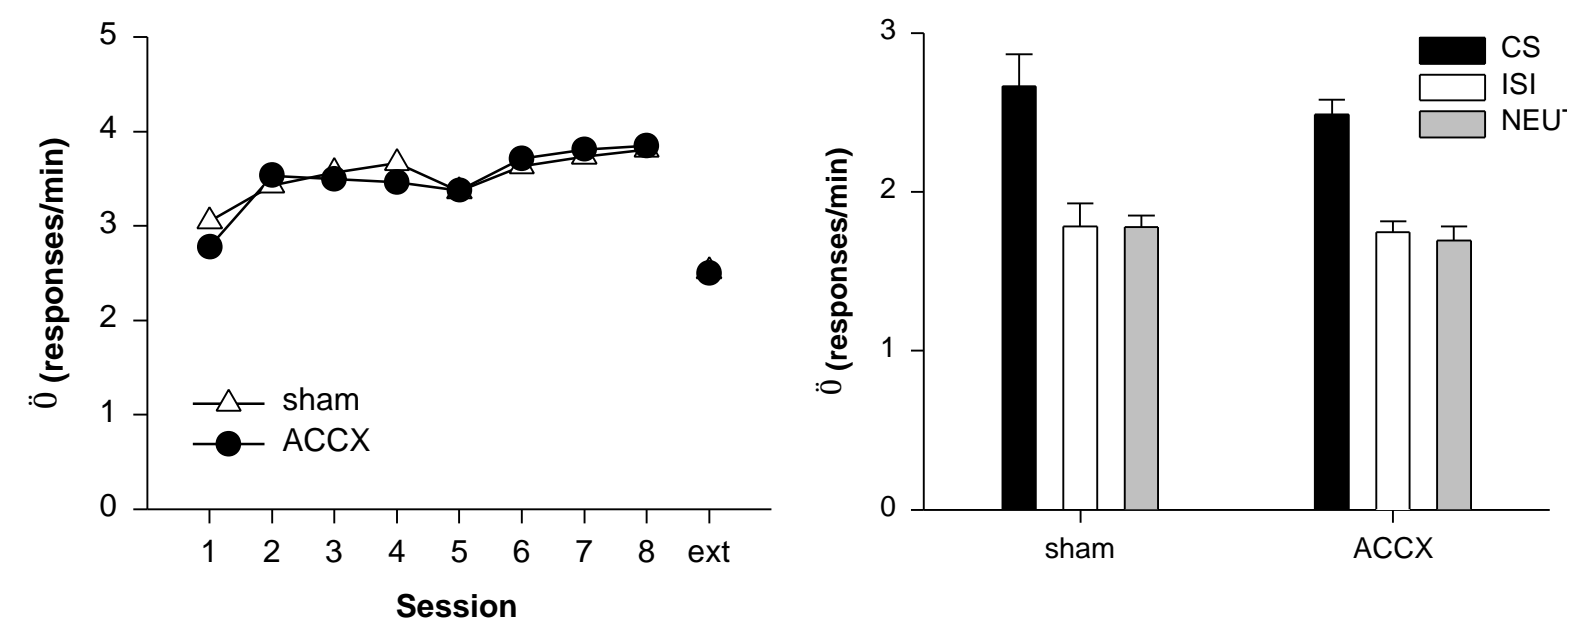 5
4
3
2
1
0
Ö (responses/min)
sham
ACCX
1 2 3 4 5 6 7 8 ext
Session
3
2
1
0
Ö (responses/min)
CS
ISI
NEU
sham ACCX